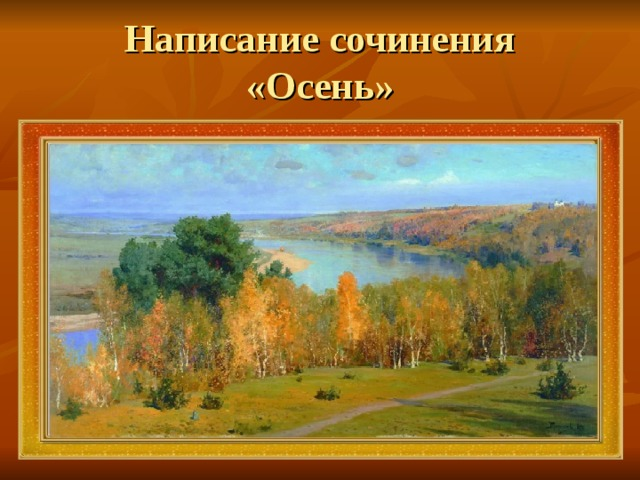 Написание сочинения
«Осень»